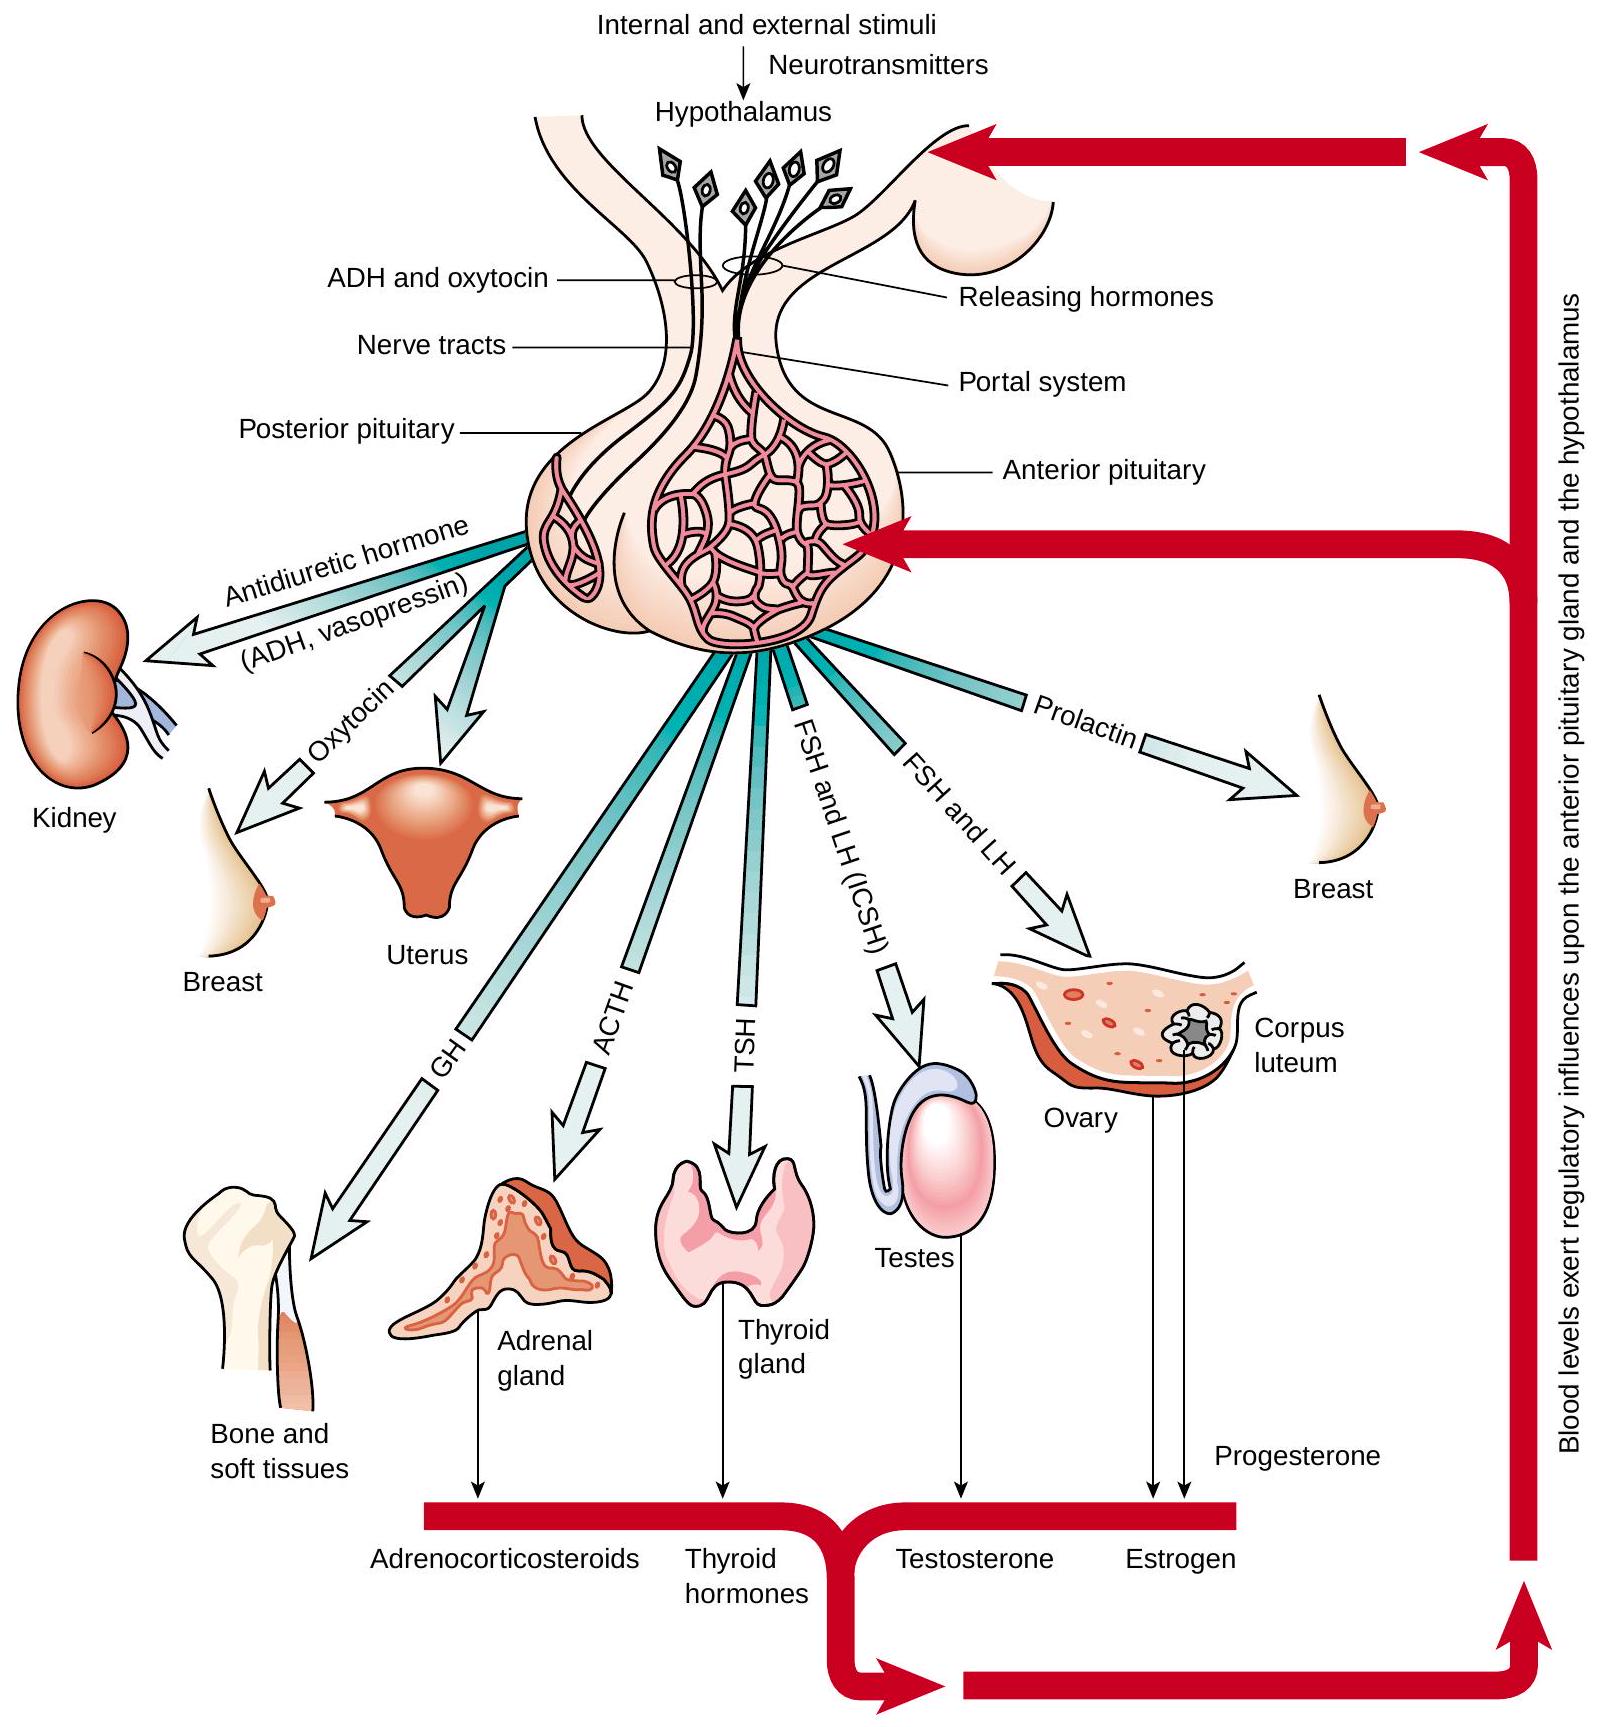 Internal and external stimuli
Neurotransmitters
Hypothalamus
ADH and oxytocin
Releasing hormones
Nerve tracts
Portal system
Posterior pituitary
Anterior pituitary
Antidiuretic hormone
(ADH, vasopressin)
Oxytocin
Prolactin
FSH and LH (ICSH)
FSH and LH
Kidney
Breast
Uterus
Breast
GH
ACTH
TSH
Corpus
luteum
Ovary
Testes
Thyroid
gland
Adrenal
gland
Bone and
soft tissues
Progesterone
Adrenocorticosteroids
Thyroid
hormones
Testosterone
Estrogen
Blood levels exert regulatory influences upon the anterior pituitary gland and the hypothalamus